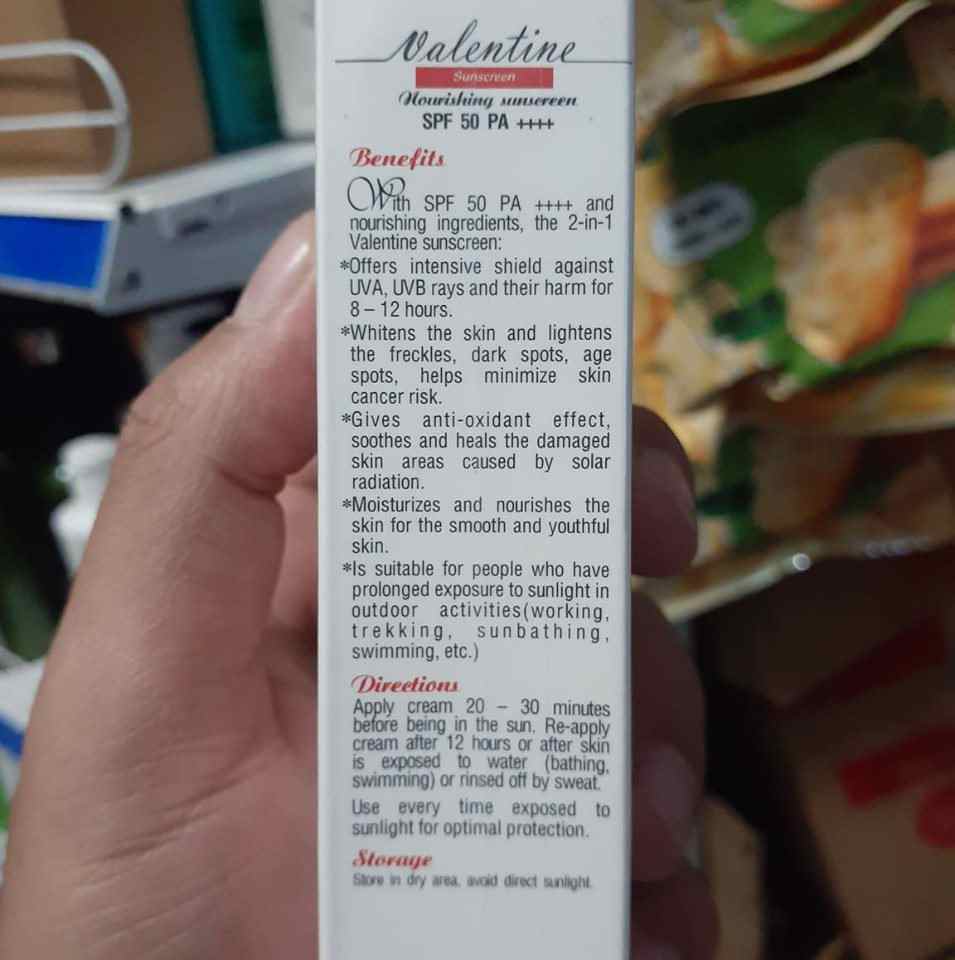 Valentine
Sunscreen
Nourishing sunscreen
SPF 50 PA ++++
Benefits
With SPF 50 PA ++++ and
nourishing ingredients, the 2-in-1
Valentine sunscreen:
*Offers intensive shield against
UVA, UVB rays and their harm for
8 – 12 hours.
*Whitens the skin and lightens
the freckles, dark spots, age
spots, helps minimize skin
cancer risk.
*Gives anti-oxidant effect,
soothes and heals the damaged
skin areas caused by solar
radiation.
*Moisturizes and nourishes the
skin for the smooth and youthful
skin.
*Is suitable for people who have
prolonged exposure to sunlight in
outdoor activities(working,
trekking, sunbathing,
swimming, etc.)
Directions
Apply cream 20 – 30 minutes
before being in the sun. Re-apply
cream after 12 hours or after skin
is exposed to water (bathing,
swimming) or rinsed off by sweat.
Use every time exposed to
sunlight for optimal protection.
Storage
Store in dry area, avoid direct sunlight.